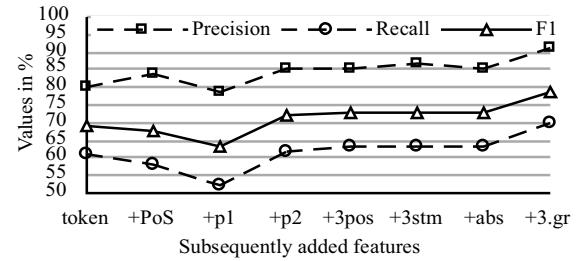 100
95
90
85
80
75
70
65
60
55
50
Values in %
Precision Recall F1
token +PoS +p1 +p2 +3pos +3stm +abs +3.gr
Subsequently added features